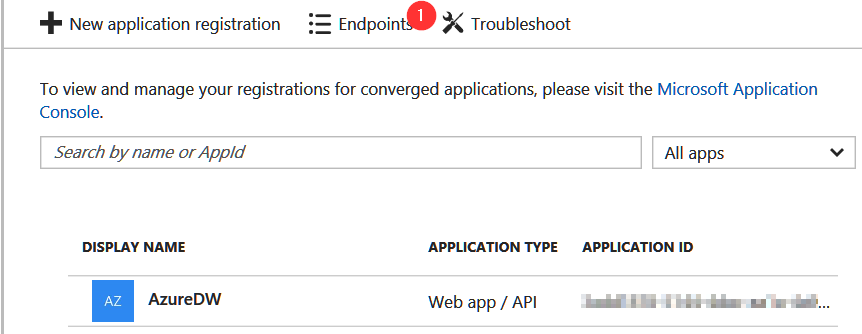 New application registration Endpoints 1 Troubleshoot
To view and manage your registrations for converged applications, please visit the Microsoft Application
Console.
Search by name or AppId All apps
DISPLAY NAME APPLICATION TYPE APPLICATION ID
AZ AzureDW Web app / API